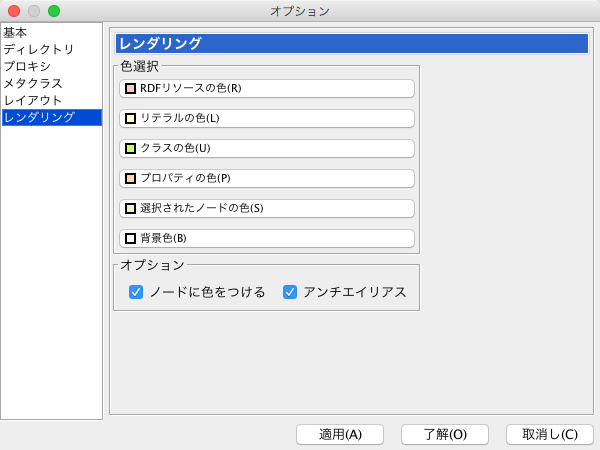 オプション
基本
ディレクトリ
プロキシ
メタクラス
レイアウト
レンダリング
レンダリング
色選択
RDFリソースの色(R)
リテラルの色(L)
クラスの色(U)
プロパティの色(P)
選択されたノードの色(S)
背景色(B)
オプション
ノードに色をつける アンチエイリアス
適用(A) 了解(O) 取消し(C)